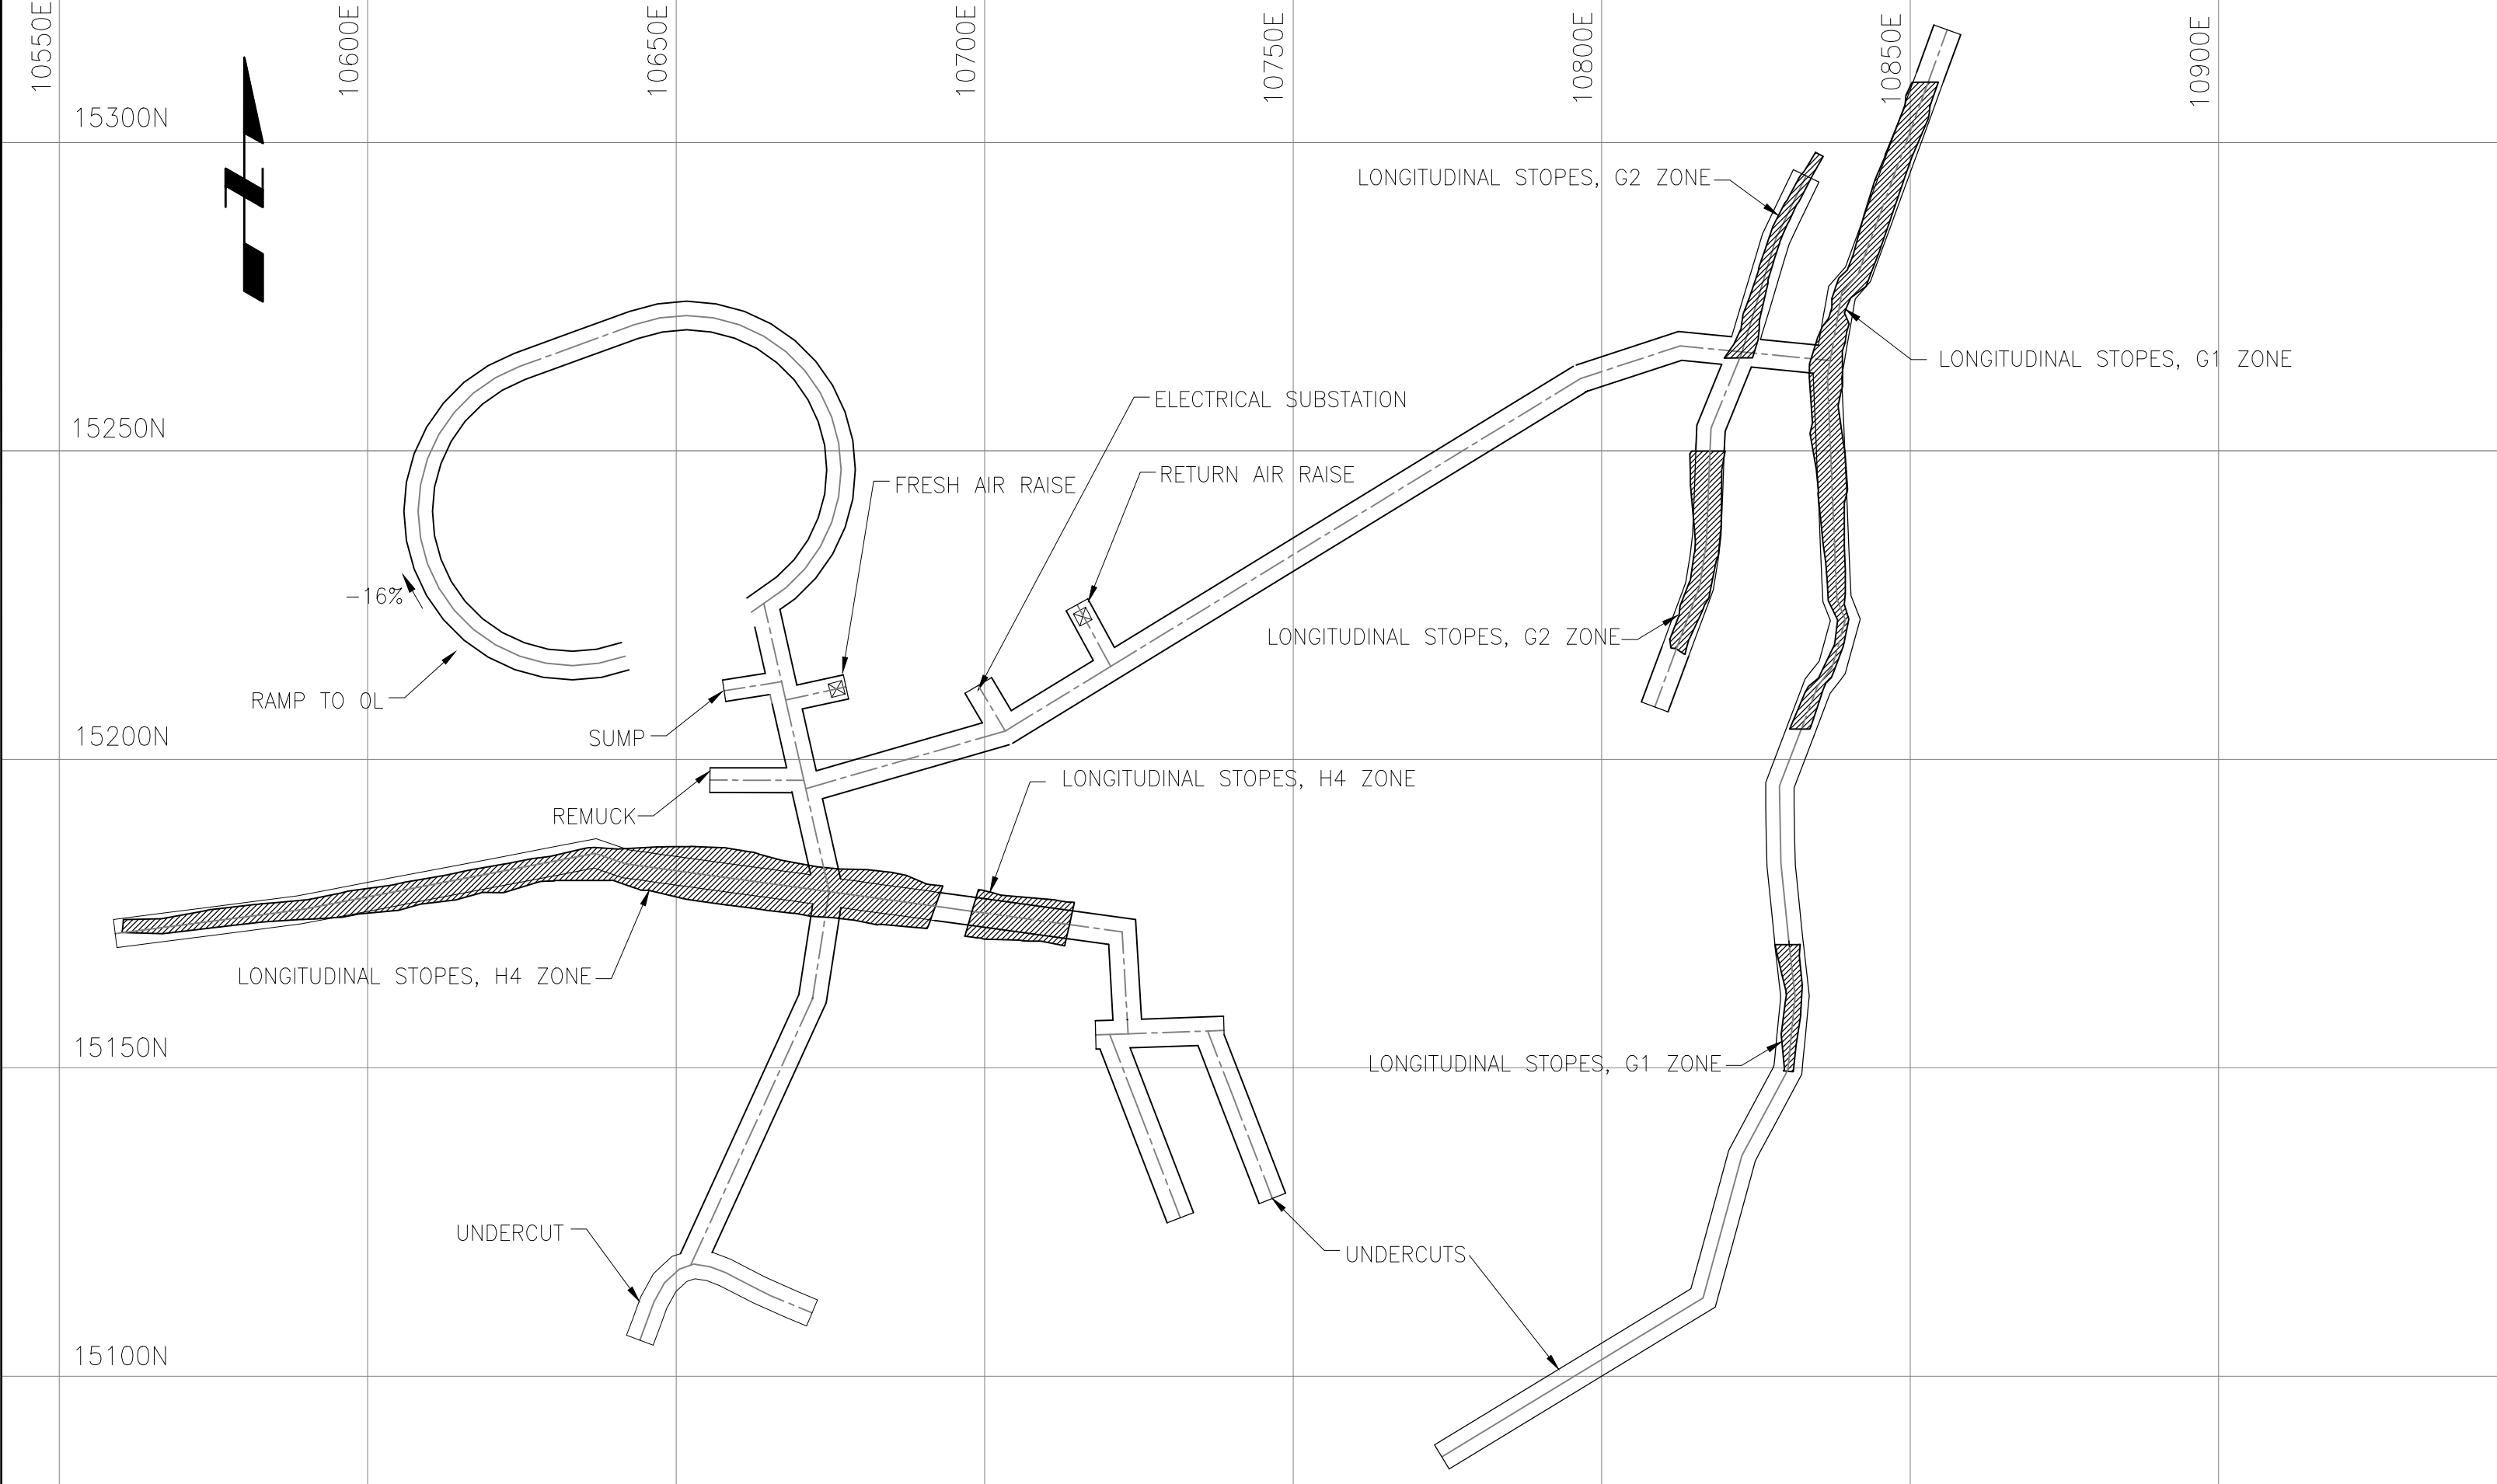 10550E
10600E
10650E
10700E
10750E
10800E
10850E
10900E
15300N
N
LONGITUDINAL STOPES, G2 ZONE
LONGITUDINAL STOPES, G1 ZONE
ELECTRICAL SUBSTATION
15250N
RETURN AIR RAISE
FRESH AIR RAISE
-16%
LONGITUDINAL STOPES, G2 ZONE
RAMP TO 0L
SUMP
15200N
LONGITUDINAL STOPES, H4 ZONE
REMUCK
LONGITUDINAL STOPES, H4 ZONE
15150N
LONGITUDINAL STOPES, G1 ZONE
UNDERCUT
UNDERCUTS
15100N